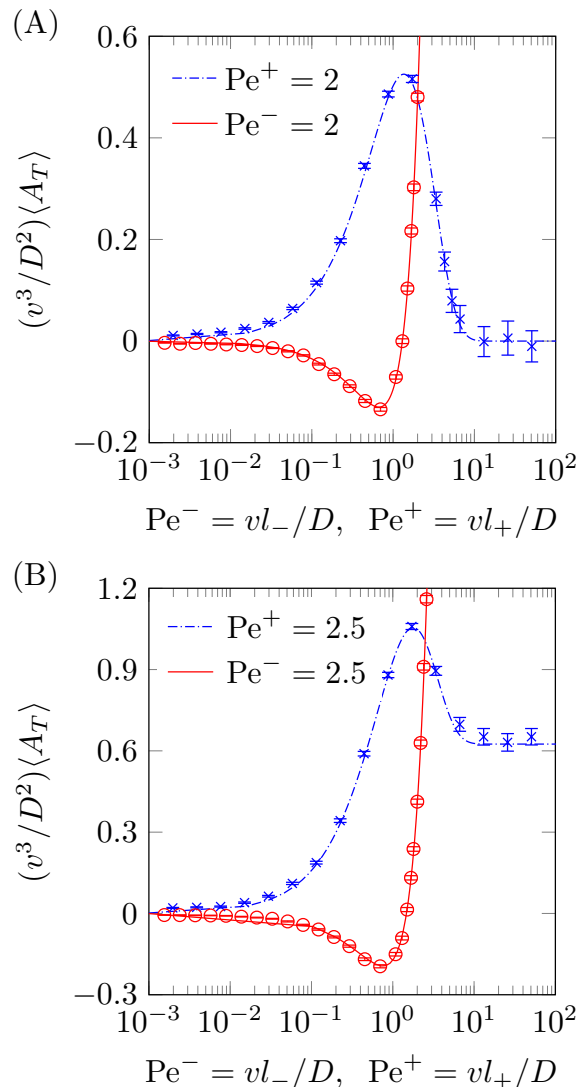 (A)
0.6
Pe⁺ = 2
Pe⁻ = 2
0.4
(v³/D²)⟨A_T⟩
0.2
0
−0.2
10⁻³ 10⁻² 10⁻¹ 10⁰ 10¹ 10²
Pe⁻ = vl₋/D, Pe⁺ = vl₊/D
(B)
1.2
Pe⁺ = 2.5
Pe⁻ = 2.5
0.9
0.6
(v³/D²)⟨A_T⟩
0.3
0
−0.3
10⁻³ 10⁻² 10⁻¹ 10⁰ 10¹ 10²
Pe⁻ = vl₋/D, Pe⁺ = vl₊/D